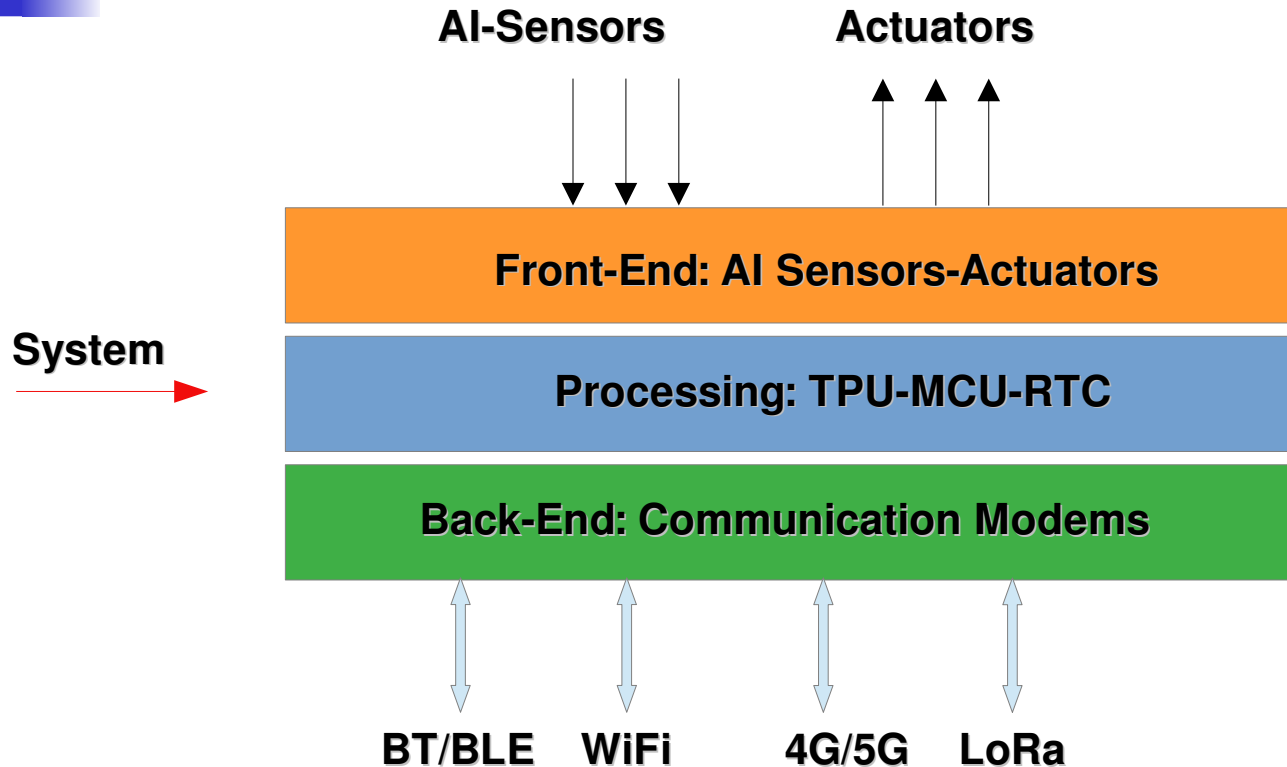 AI-Sensors
Actuators
Front-End: AI Sensors-Actuators
System
Processing: TPU-MCU-RTC
Back-End: Communication Modems
BT/BLE
WiFi
4G/5G
LoRa